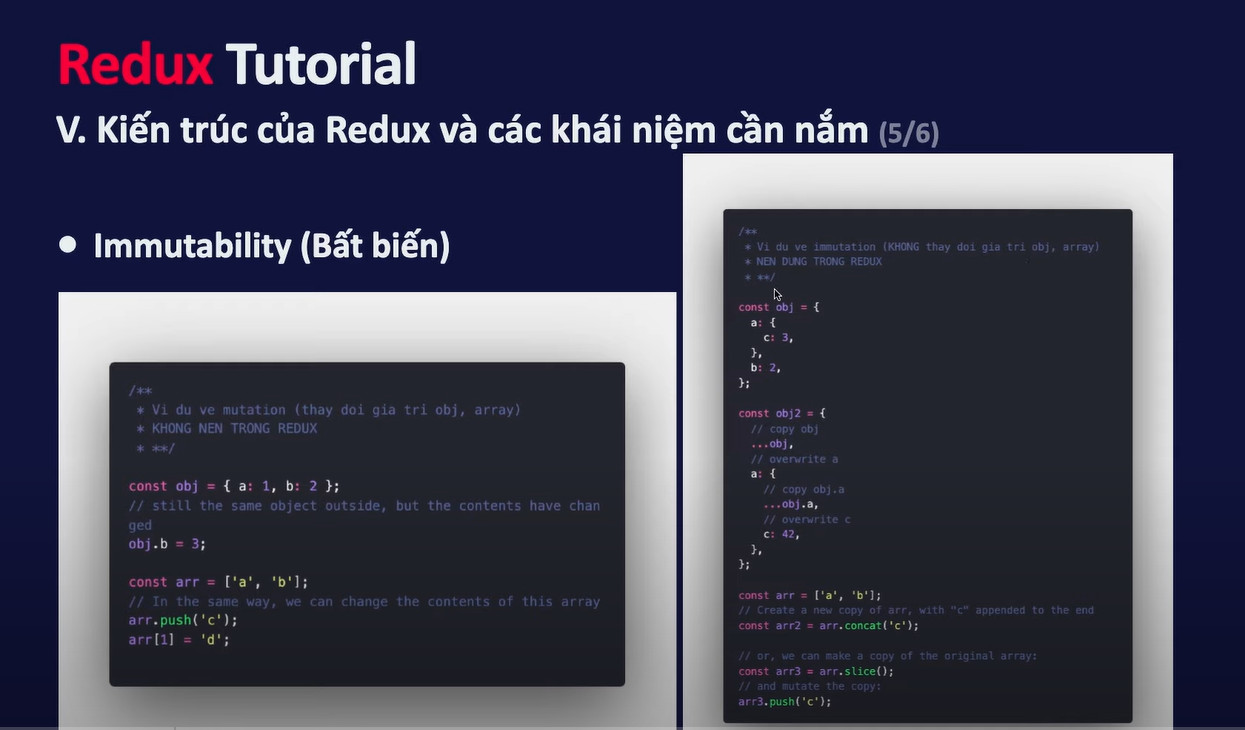 Redux Tutorial
V. Kiến trúc của Redux và các khái niệm cần nắm (5/6)
● Immutability (Bất biến)
/**
 * Vi du ve mutation (thay doi gia tri obj, array)
 * KHONG NEN TRONG REDUX
 * **/
const obj = { a: 1, b: 2 };
// still the same object outside, but the contents have chan
ged
obj.b = 3;
const arr = ['a', 'b'];
// In the same way, we can change the contents of this array
arr.push('c');
arr[1] = 'd';
/**
 * Vi du ve immutation (KHONG thay doi gia tri obj, array)
 * NEN DUNG TRONG REDUX
 * **/
const obj = {
  a: {
    c: 3,
  },
  b: 2,
};
const obj2 = {
  // copy obj
  ...obj,
  // overwrite a
  a: {
    // copy obj.a
    ...obj.a,
    // overwrite c
    c: 42,
  },
};
const arr = ['a', 'b'];
// Create a new copy of arr, with "c" appended to the end
const arr2 = arr.concat('c');
// or, we can make a copy of the original array:
const arr3 = arr.slice();
// and mutate the copy:
arr3.push('c');